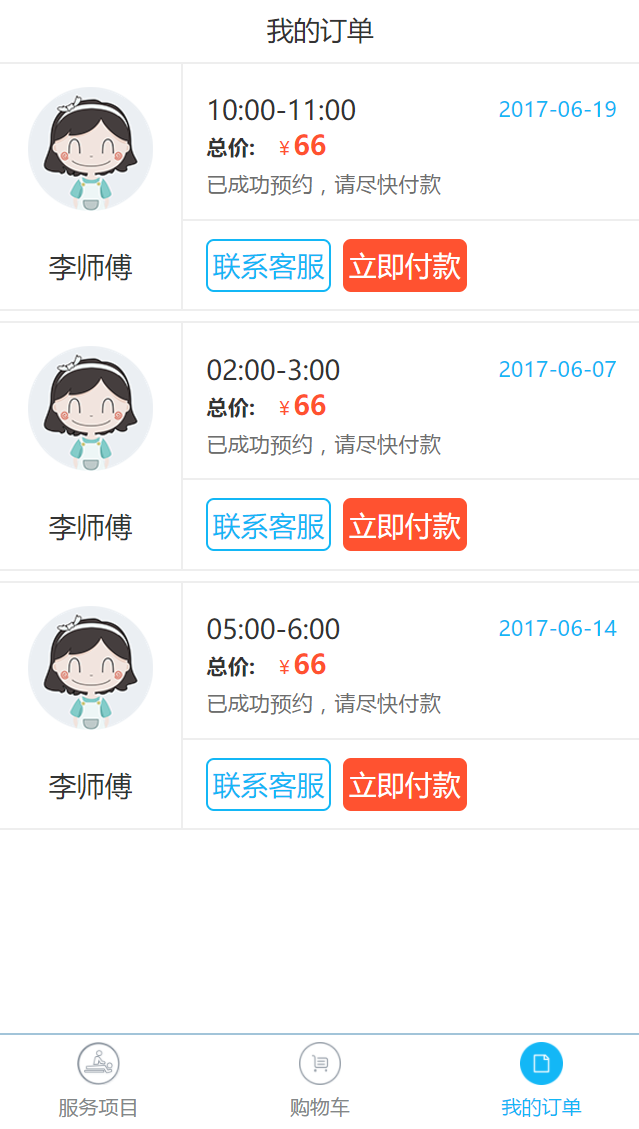 我的订单
10:00-11:00 2017-06-19
总价: ￥66
已成功预约，请尽快付款
李师傅
联系客服 立即付款
02:00-3:00 2017-06-07
总价: ￥66
已成功预约，请尽快付款
李师傅
联系客服 立即付款
05:00-6:00 2017-06-14
总价: ￥66
已成功预约，请尽快付款
李师傅
联系客服 立即付款
服务项目 购物车 我的订单